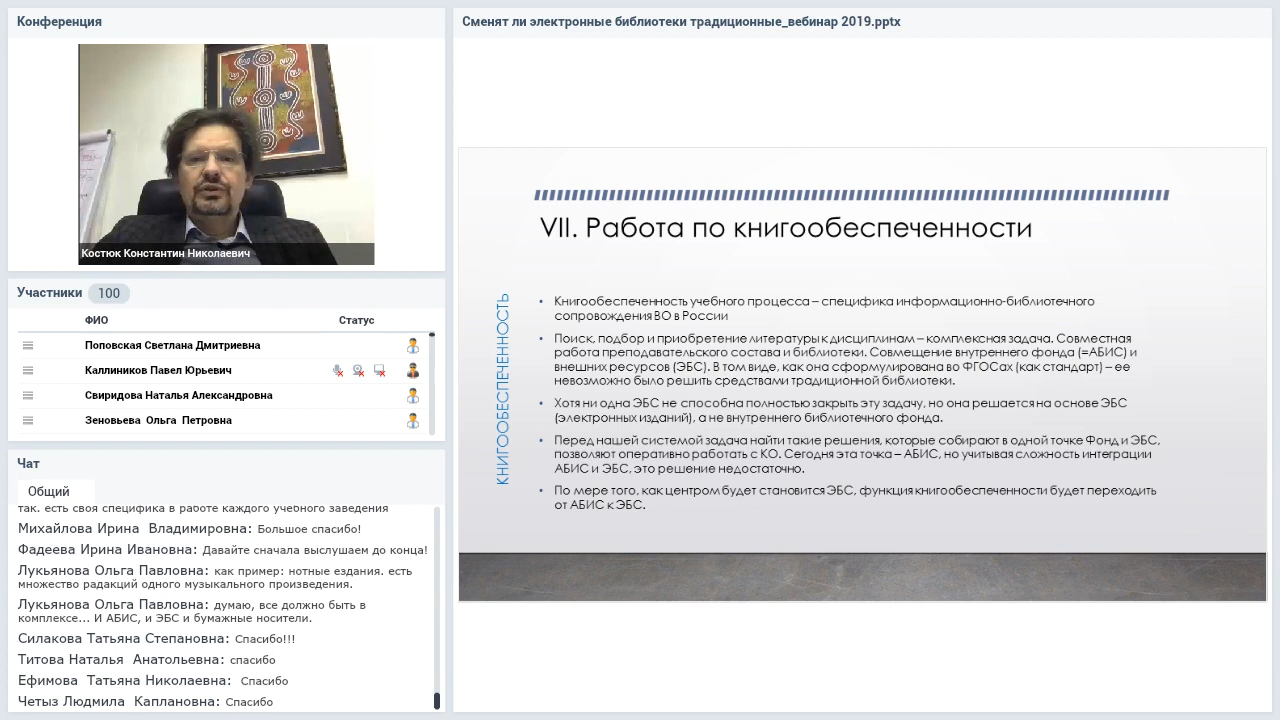 Конференция
Костюк Константин Николаевич
Участники 100
ФИО Статус
Поповская Светлана Дмитриевна
Каллиников Павел Юрьевич
Свиридова Наталья Александровна
Зеновьева Ольга Петровна
Чат
Общий
так. есть своя специфика в работе каждого учебного заведения
Михайлова Ирина Владимировна: Большое спасибо!
Фадеева Ирина Ивановна: Давайте сначала выслушаем до конца!
Лукьянова Ольга Павловна: как пример: нотные ездания. есть
множество радакций одного музыкального произведения.
Лукьянова Ольга Павловна: думаю, все должно быть в
комплексе... И АБИС, и ЭБС и бумажные носители.
Силакова Татьяна Степановна: Спасибо!!!
Титова Наталья Анатольевна: спасибо
Ефимова Татьяна Николаевна: Спасибо
Четыз Людмила Каплановна: Спасибо
Сменят ли электронные библиотеки традиционные_вебинар 2019.pptx
VII. Работа по книгообеспеченности
КНИГООБЕСПЕЧЕННОСТЬ
• Книгообеспеченность учебного процесса – специфика информационно-библиотечного
сопровождения ВО в России
• Поиск, подбор и приобретение литературы к дисциплинам – комплексная задача. Совместная
работа преподавательского состава и библиотеки. Совмещение внутреннего фонда (=АБИС) и
внешних ресурсов (ЭБС). В том виде, как она сформулирована во ФГОСах (как стандарт) – ее
невозможно было решить средствами традиционной библиотеки.
• Хотя ни одна ЭБС не способна полностью закрыть эту задачу, но она решается на основе ЭБС
(электронных изданий), а не внутреннего библиотечного фонда.
• Перед нашей системой задача найти такие решения, которые собирают в одной точке Фонд и ЭБС,
позволяют оперативно работать с КО. Сегодня эта точка – АБИС, но учитывая сложность интеграции
АБИС и ЭБС, это решение недостаточно.
• По мере того, как центром будет становится ЭБС, функция книгообеспеченности будет переходить
от АБИС к ЭБС.